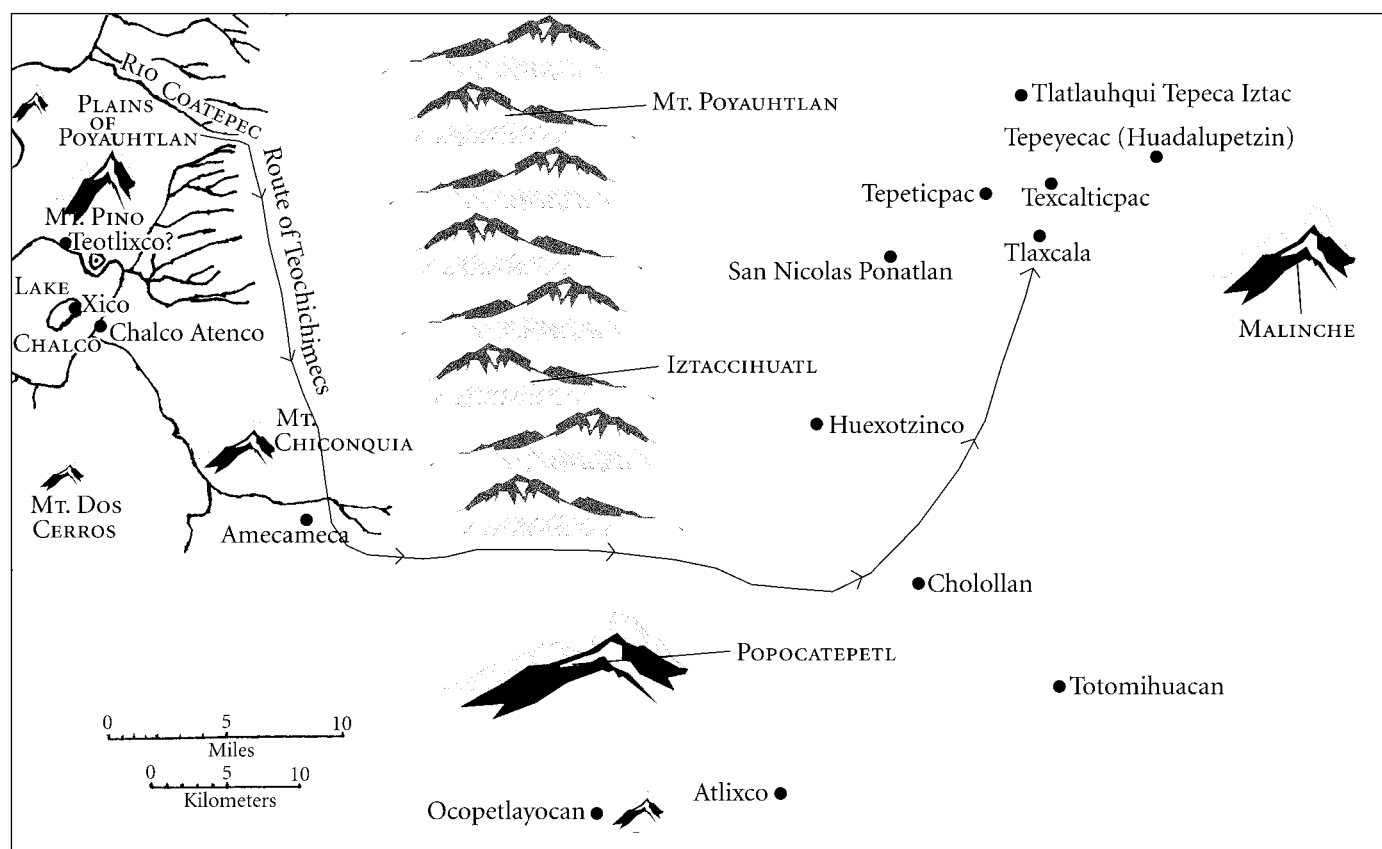 RIO COATEPEC
PLAINS
OF
POYAUHTLAN
MT. POYAUHTLAN
Tlatlauhqui Tepeca Iztac
Tepeyecac (Huadalupetzin)
Route of Teochichimecs
Tepeticpac
Texcalticpac
MT. PINO
Teotlixco?
Tlaxcala
San Nicolas Ponatlan
LAKE
Xico
CHALCO
Chalco Atenco
MALINCHE
IZTACCIHUATL
MT.
CHICONQUIA
Huexotzinco
MT. DOS
CERROS
Amecameca
Cholollan
POPOCATEPETL
Totomihuacan
0 5 10
Miles
0 5 10
Kilometers
Ocopetlayocan
Atlixco